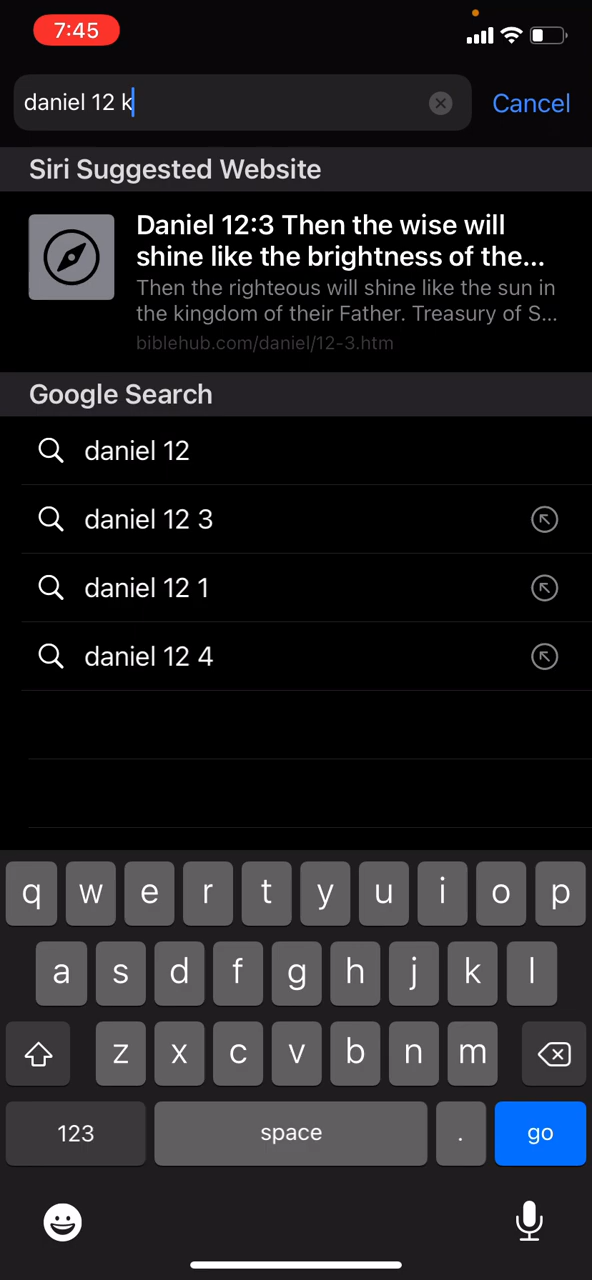 7:45
daniel 12 k
Cancel
Siri Suggested Website
Daniel 12:3 Then the wise will
shine like the brightness of the...
Then the righteous will shine like the sun in
the kingdom of their Father. Treasury of S...
biblehub.com/daniel/12-3.htm
Google Search
daniel 12
daniel 12 3
daniel 12 1
daniel 12 4
q w e r t y u i o p
a s d f g h j k l
z x c v b n m
123 space . go